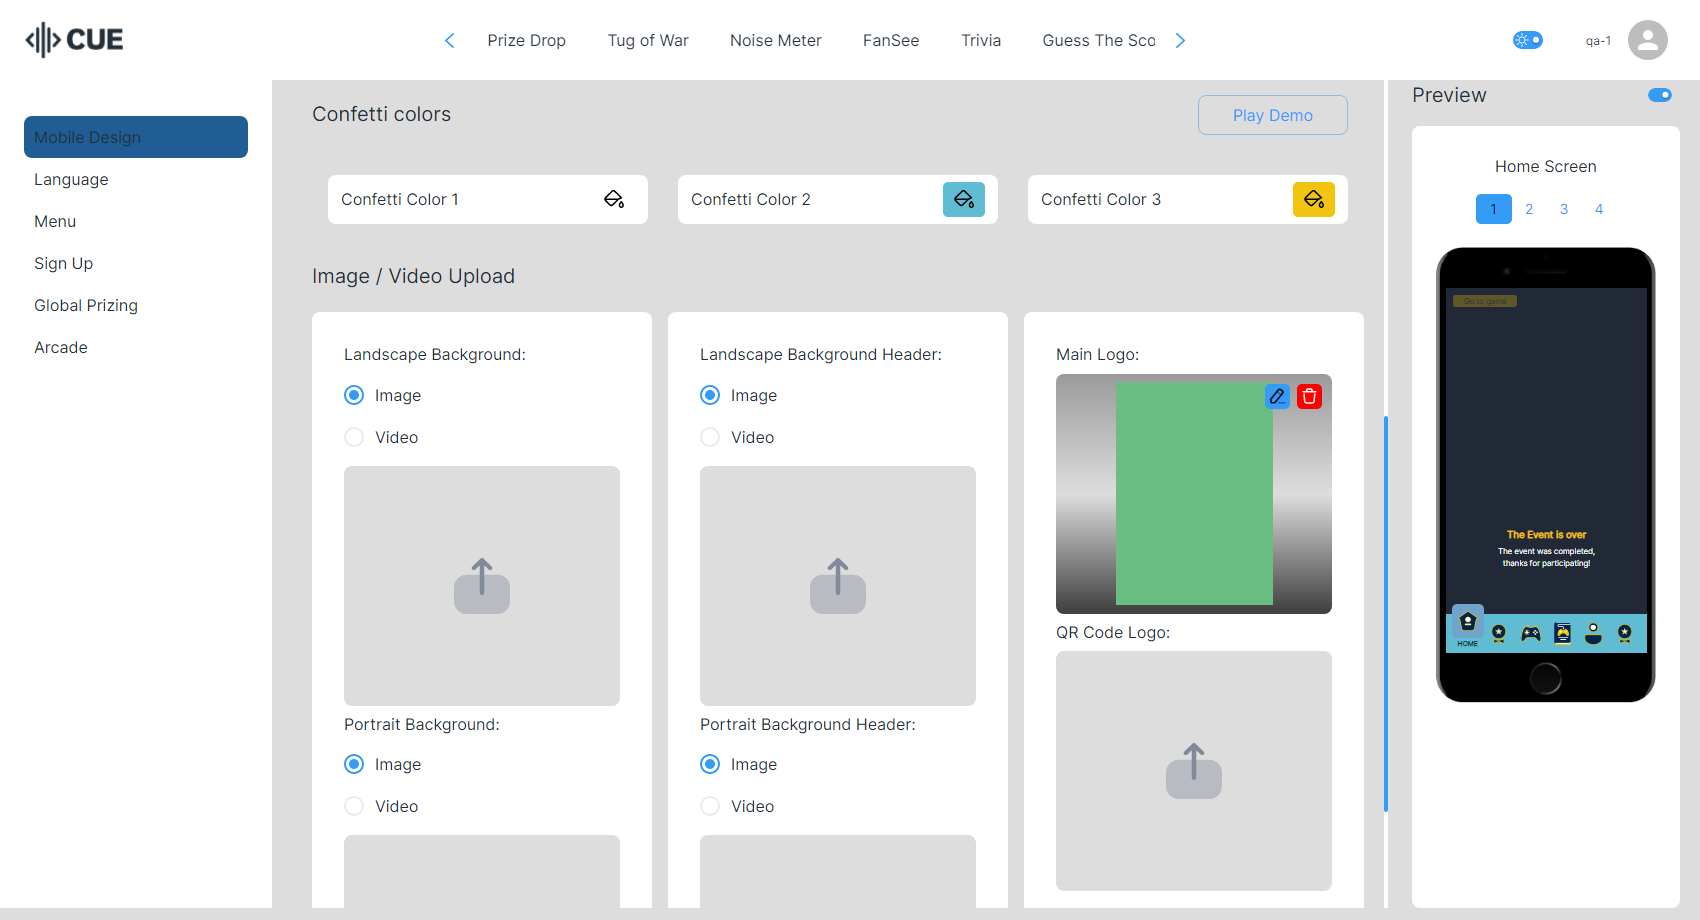 CUE
Prize Drop
Tug of War
Noise Meter
FanSee
Trivia
Guess The Sco
qa-1
Mobile Design
Language
Menu
Sign Up
Global Prizing
Arcade
Confetti colors
Play Demo
Confetti Color 1
Confetti Color 2
Confetti Color 3
Image / Video Upload
Landscape Background:
Image
Video
Portrait Background:
Image
Video
Landscape Background Header:
Image
Video
Portrait Background Header:
Image
Video
Main Logo:
QR Code Logo:
Preview
Home Screen
1 2 3 4
Go to game
The Event is over
The event was completed,
thanks for participating!
HOME